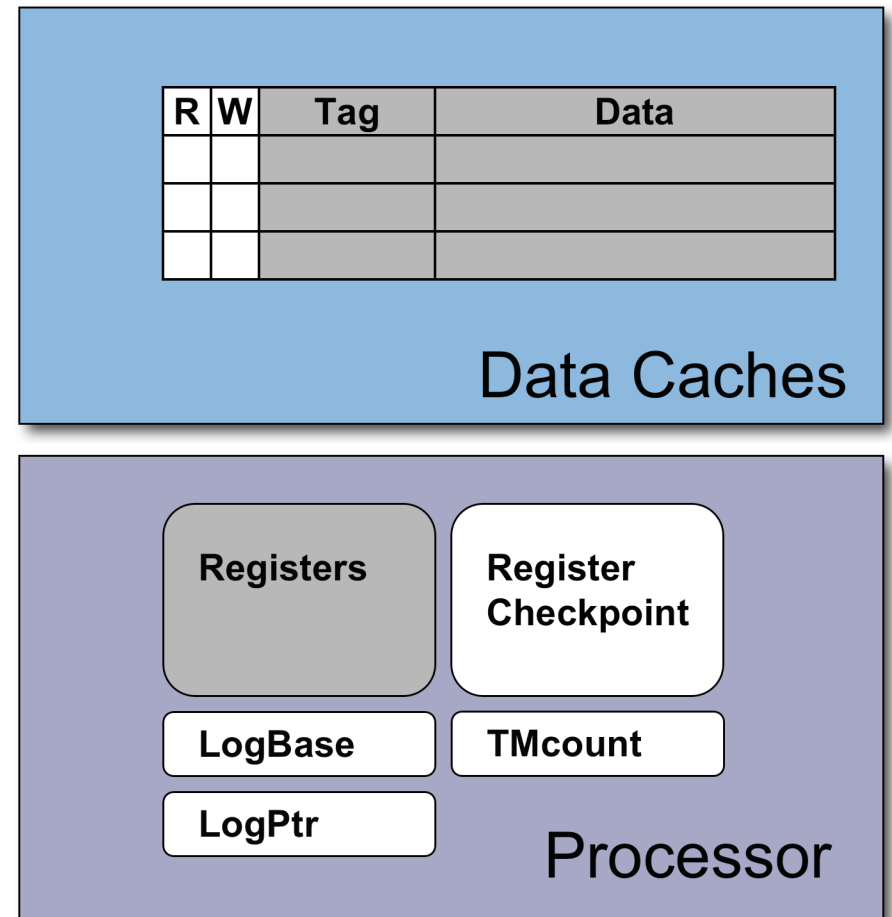 R W Tag Data
Data Caches
Registers
Register
Checkpoint
LogBase
TMcount
LogPtr
Processor